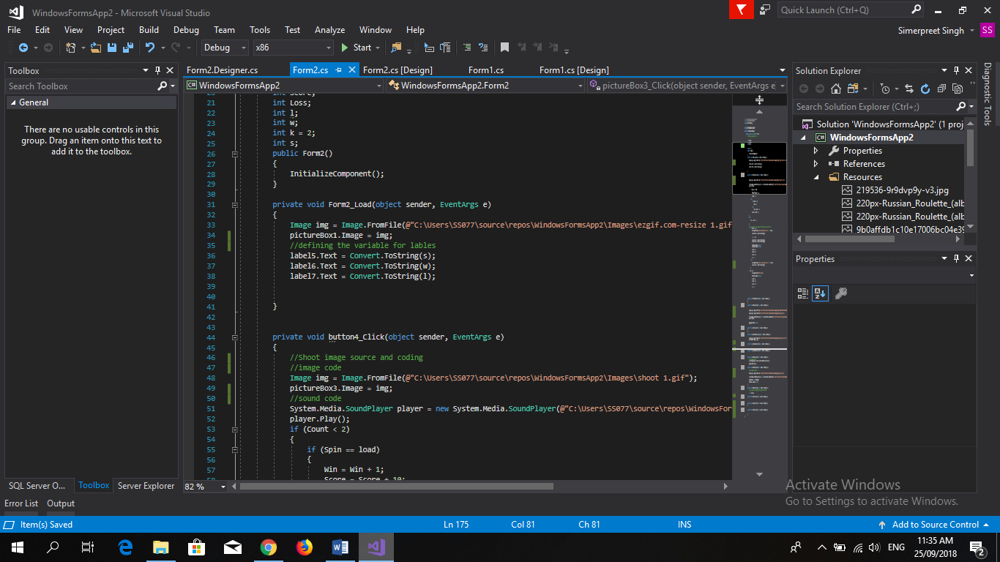 WindowsFormsApp2 - Microsoft Visual Studio
Quick Launch (Ctrl+Q)
File Edit View Project Build Debug Team Tools Test Analyze Window Help
Simerpreet Singh SS
Debug x86 Start
Toolbox
Search Toolbox
General
There are no usable controls in this
group. Drag an item onto this text to
add it to the toolbox.
SQL Server O... Toolbox Server Explorer
Form2.Designer.cs Form2.cs Form2.cs [Design] Form1.cs Form1.cs [Design]
WindowsFormsApp2 WindowsFormsApp2.Form2 pictureBox3_Click(object sender, EventArgs e)
20 int Score;
21 int Loss;
22 int l;
23 int w;
24 int k = 2;
25 int s;
26 public Form2()
27 {
28 InitializeComponent();
29 }
30
31 private void Form2_Load(object sender, EventArgs e)
32 {
33 Image img = Image.FromFile(@"C:\Users\SS077\source\repos\WindowsFormsApp2\Images\ezgif.com-resize 1.gif
34 pictureBox1.Image = img;
35 //defining the variable for lables
36 label5.Text = Convert.ToString(s);
37 label6.Text = Convert.ToString(w);
38 label7.Text = Convert.ToString(l);
39
40
41 }
42
43
44 private void button4_Click(object sender, EventArgs e)
45 {
46 //Shoot image source and coding
47 //image code
48 Image img = Image.FromFile(@"C:\Users\SS077\source\repos\WindowsFormsApp2\Images\shoot 1.gif");
49 pictureBox3.Image = img;
50 //sound code
51 System.Media.SoundPlayer player = new System.Media.SoundPlayer(@"C:\Users\SS077\source\repos\WindowsFor
52 player.Play();
53 if (Count < 2)
54 {
55 if (Spin == load)
56 {
57 Win = Win + 1;
58 Score = Score + 10;
82 %
Solution Explorer
Search Solution Explorer (Ctrl+;)
Solution 'WindowsFormsApp2' (1 proj
WindowsFormsApp2
Properties
References
Resources
219536-9r9dvp9y-v3.jpg
220px-Russian_Roulette_(alb
220px-Russian_Roulette_(alb
9b0affdb1c10e17006bc04e39
Properties
Diagnostic Tools
Activate Windows
Go to Settings to activate Windows.
Error List Output
Item(s) Saved Ln 175 Col 81 Ch 81 INS Add to Source Control
ENG 11:35 AM
25/09/2018
2